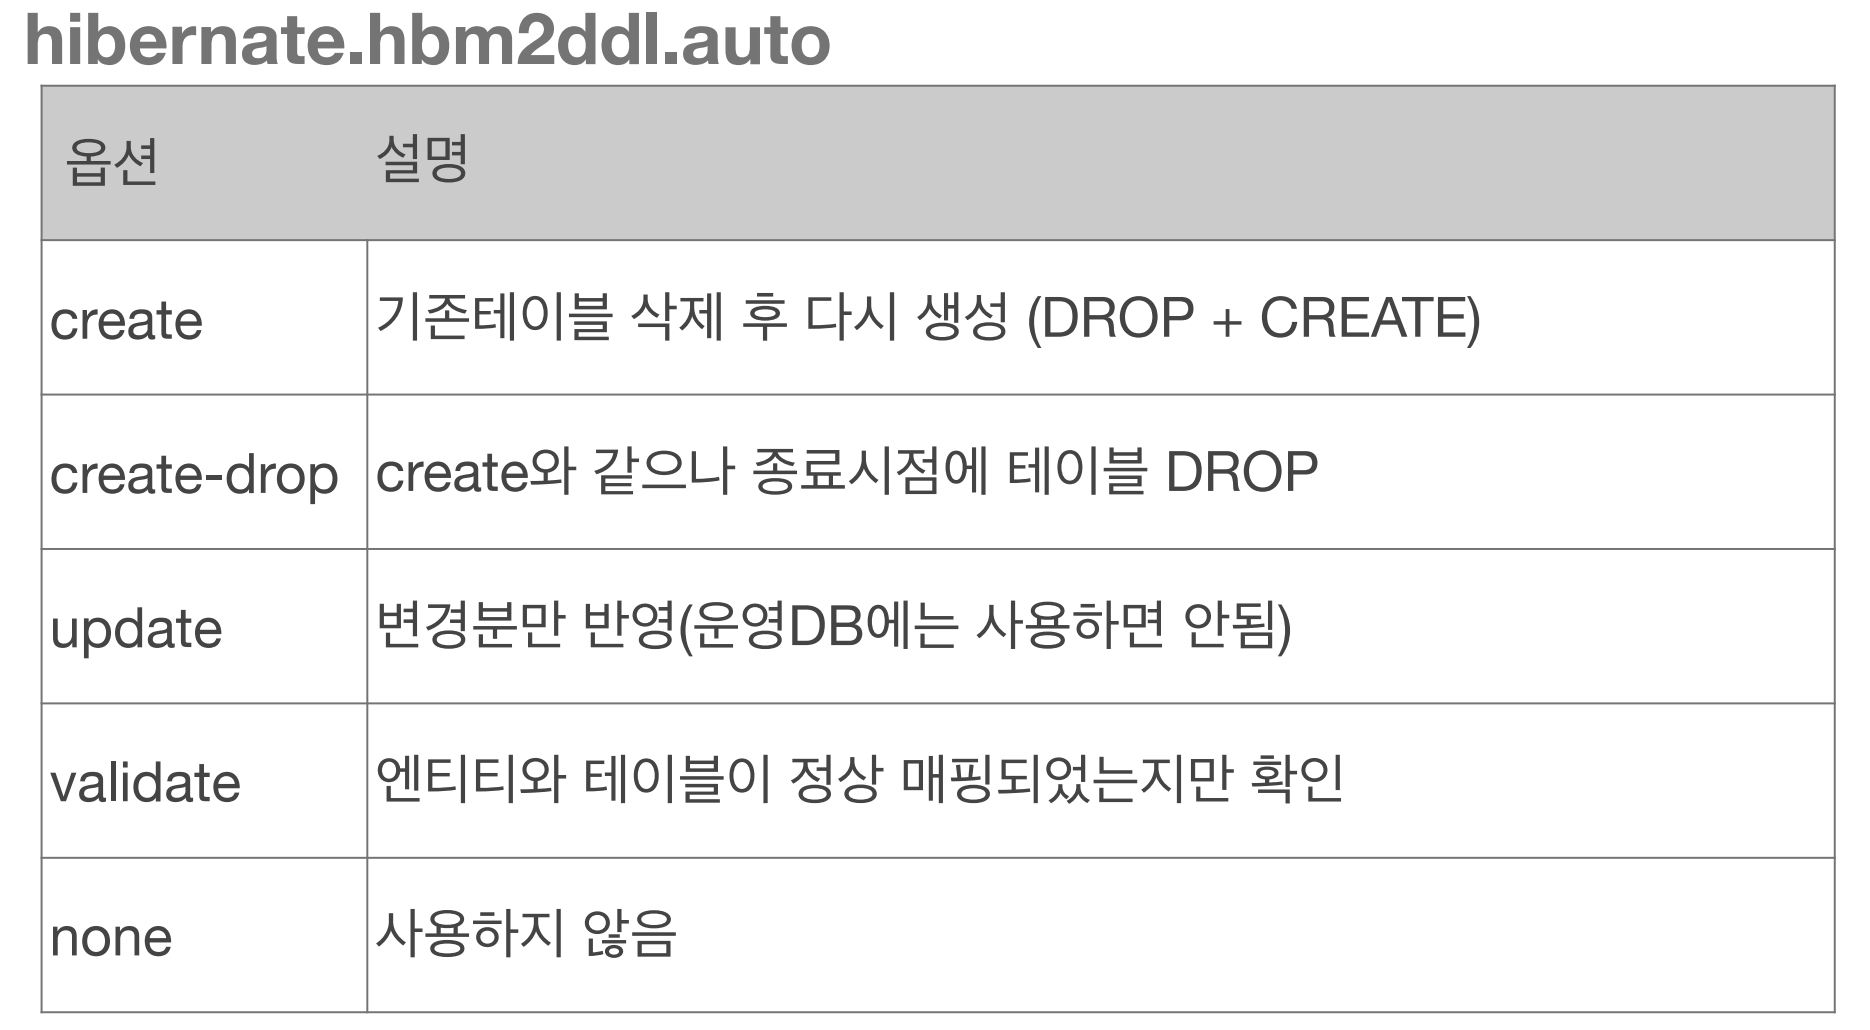 hibernate.hbm2ddl.auto
옵션 설명
create 기존테이블 삭제 후 다시 생성 (DROP + CREATE)
create-drop create와 같으나 종료시점에 테이블 DROP
update 변경분만 반영(운영DB에는 사용하면 안됨)
validate 엔티티와 테이블이 정상 매핑되었는지만 확인
none 사용하지 않음